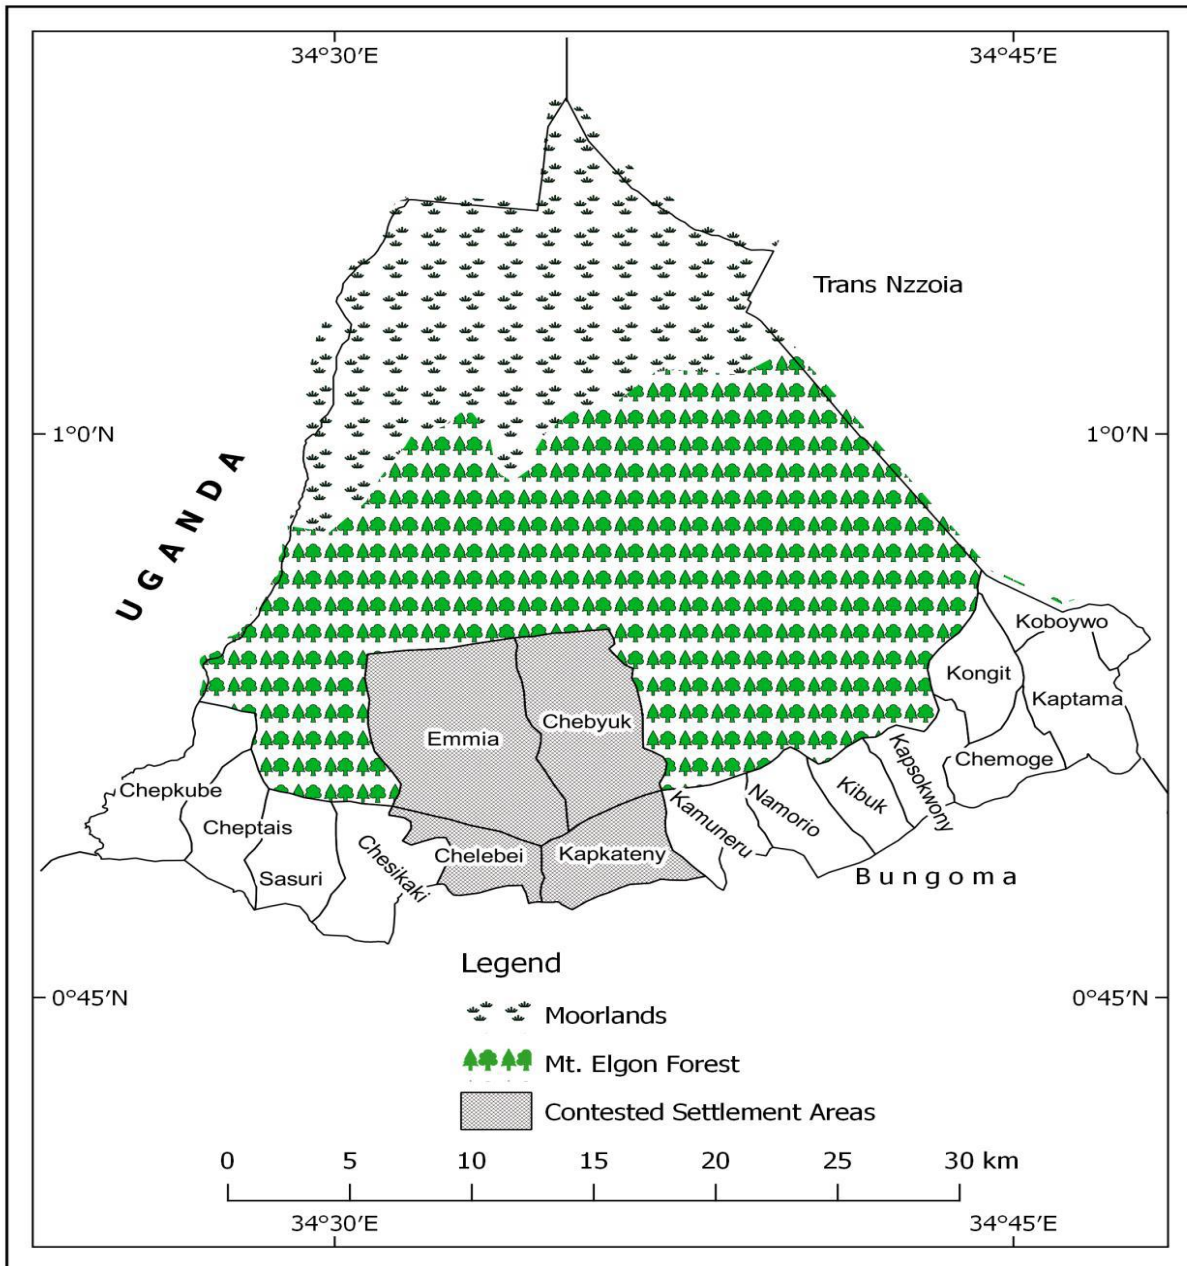 34°30'E
34°45'E
Trans Nzzoia
1°0'N
1°0'N
UGANDA
Koboywo
Kongit
Kaptama
Chebyuk
Emmia
Chemoge
Kapsokwony
Chepkube
Kibuk
Namorio
Cheptais
Kamuneru
Chesikaki
Chelebei
Kapkateny
Sasuri
Bungoma
Legend
0°45'N
0°45'N
Moorlands
Mt. Elgon Forest
Contested Settlement Areas
0 5 10 15 20 25 30 km
34°30'E
34°45'E